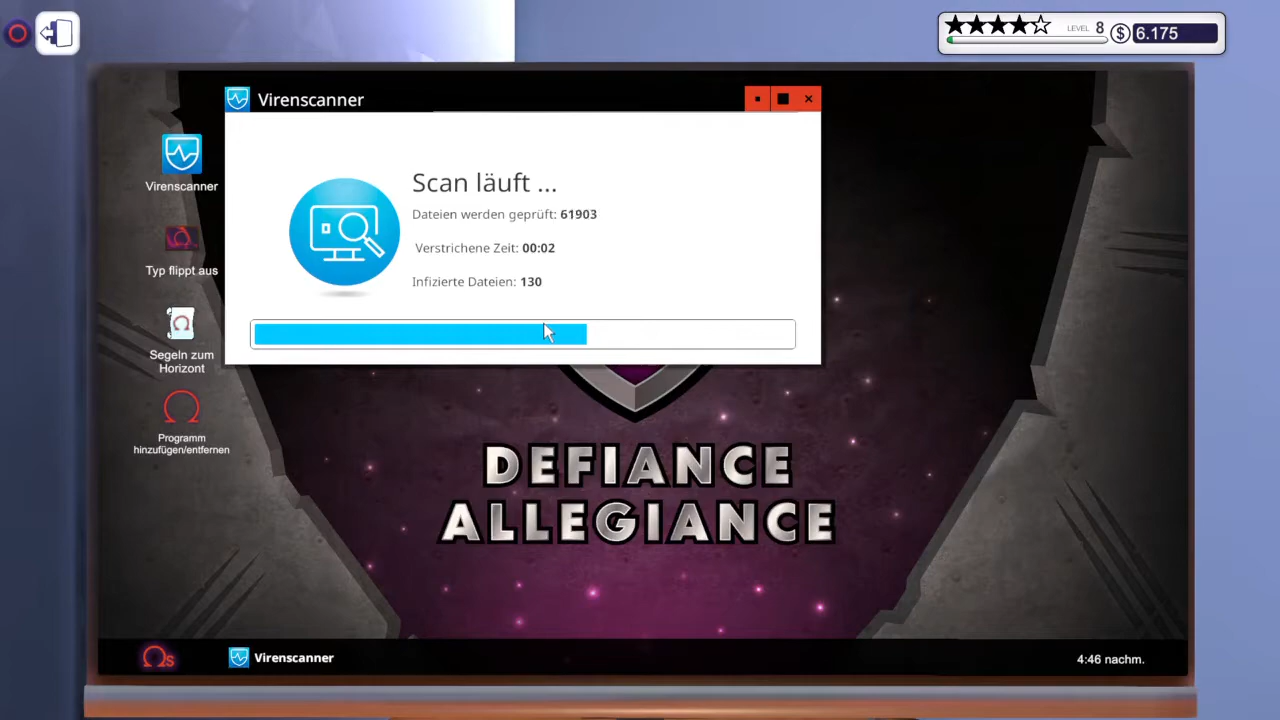 LEVEL 8
$ 6.175
Virenscanner
Virenscanner
Scan läuft ...
Dateien werden geprüft: 61903
Verstrichene Zeit: 00:02
Infizierte Dateien: 130
Typ flippt aus
Segeln zum
Horizont
Programm
hinzufügen/entfernen
DEFIANCE
ALLEGIANCE
Ωs
Virenscanner
4:46 nachm.